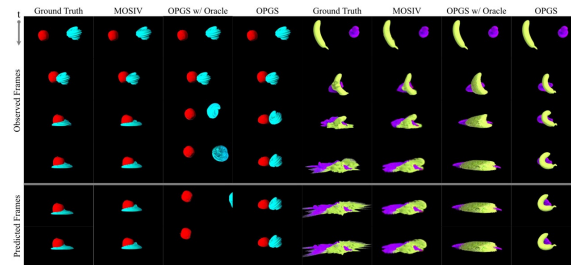 t Ground Truth MOSIV OPGS w/ Oracle OPGS Ground Truth MOSIV OPGS w/ Oracle OPGS
Observed Frames
Predicted Frames